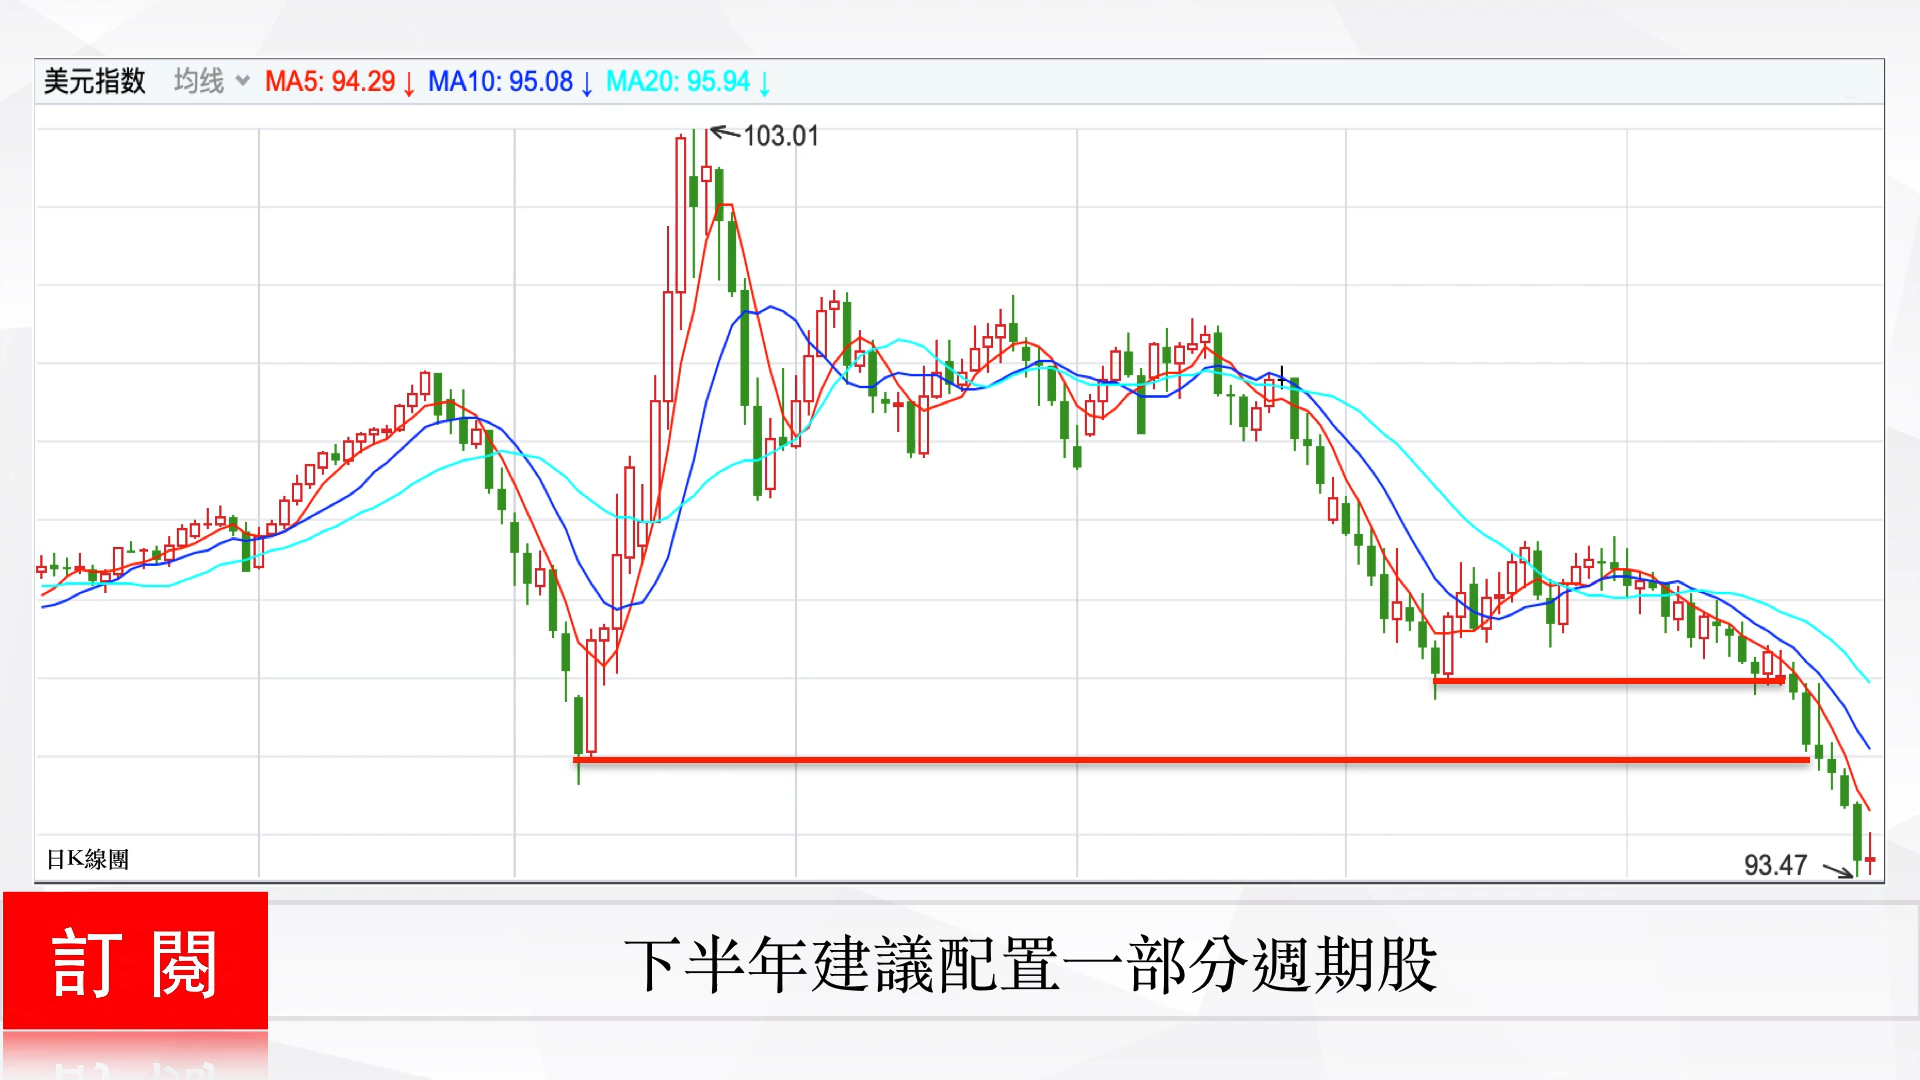 美元指数 均线 MA5: 94.29↓ MA10: 95.08↓ MA20: 95.94↓
103.01
93.47
日K線團
訂閱
下半年建議配置一部分週期股